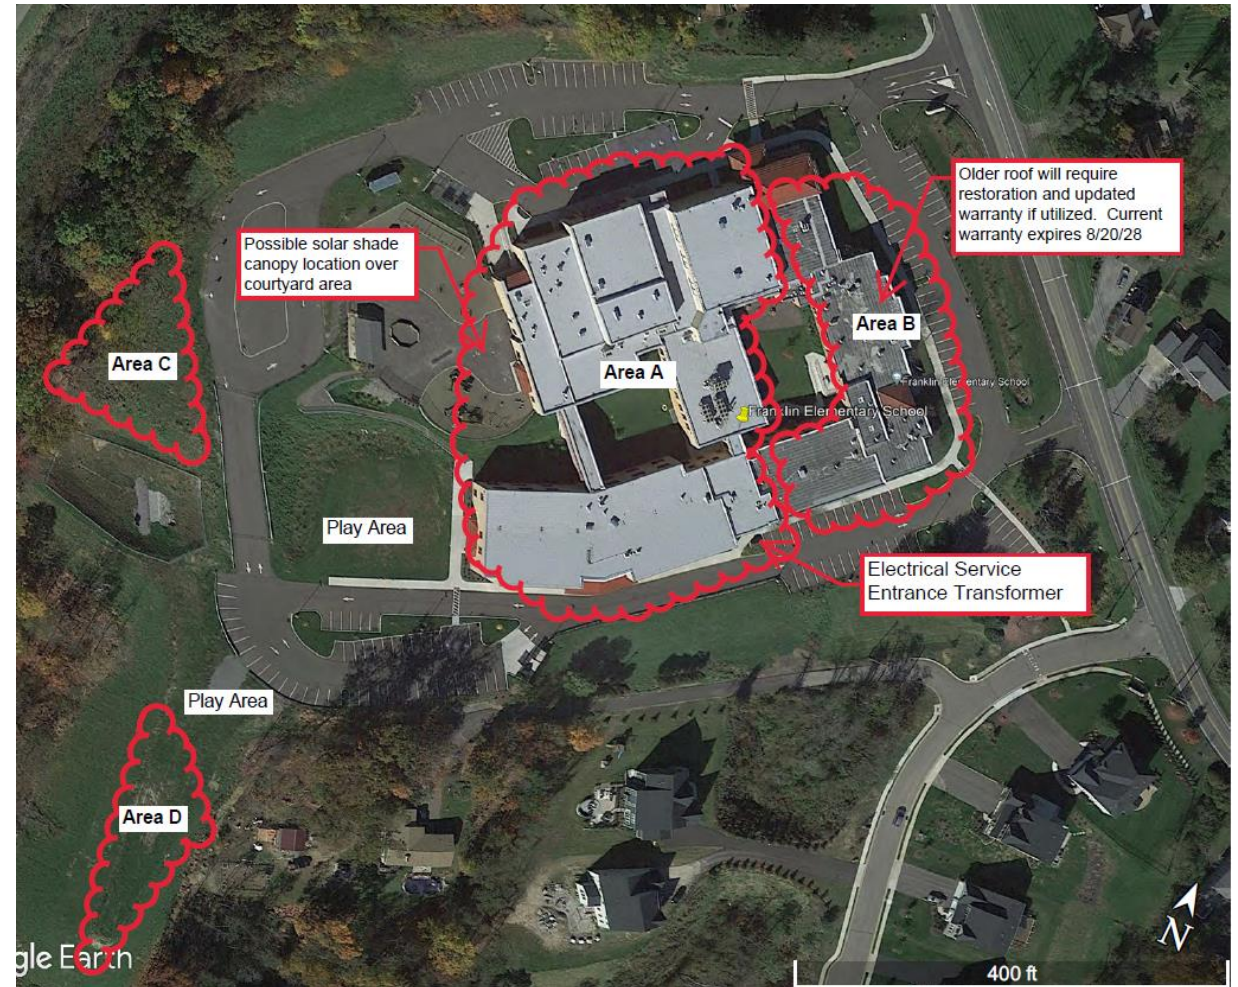 Older roof will require
restoration and updated
warranty if utilized. Current
warranty expires 8/20/28
Possible solar shade
canopy location over
courtyard area
Area B
Area C
Area A
Franklin Elementary School
Franklin Elementary School
Play Area
Electrical Service
Entrance Transformer
Play Area
Area D
gle Earth
N
400 ft